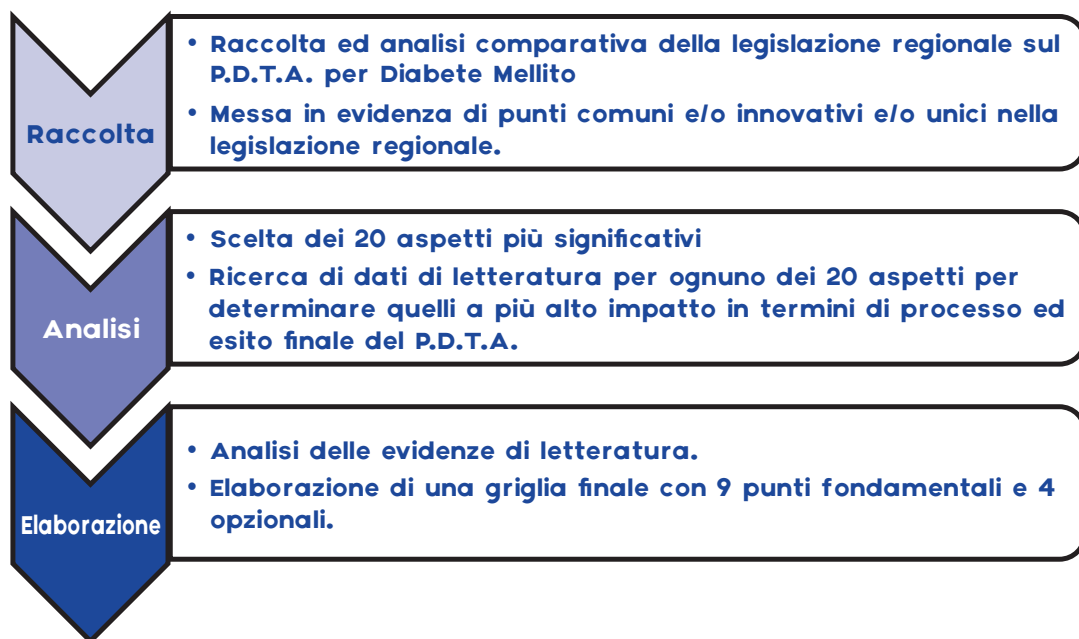 Raccolta
• Raccolta ed analisi comparativa della legislazione regionale sul
P.D.T.A. per Diabete Mellito
• Messa in evidenza di punti comuni e/o innovativi e/o unici nella
legislazione regionale.
Analisi
• Scelta dei 20 aspetti più significativi
• Ricerca di dati di letteratura per ognuno dei 20 aspetti per
determinare quelli a più alto impatto in termini di processo ed
esito finale del P.D.T.A.
Elaborazione
• Analisi delle evidenze di letteratura.
• Elaborazione di una griglia finale con 9 punti fondamentali e 4
opzionali.